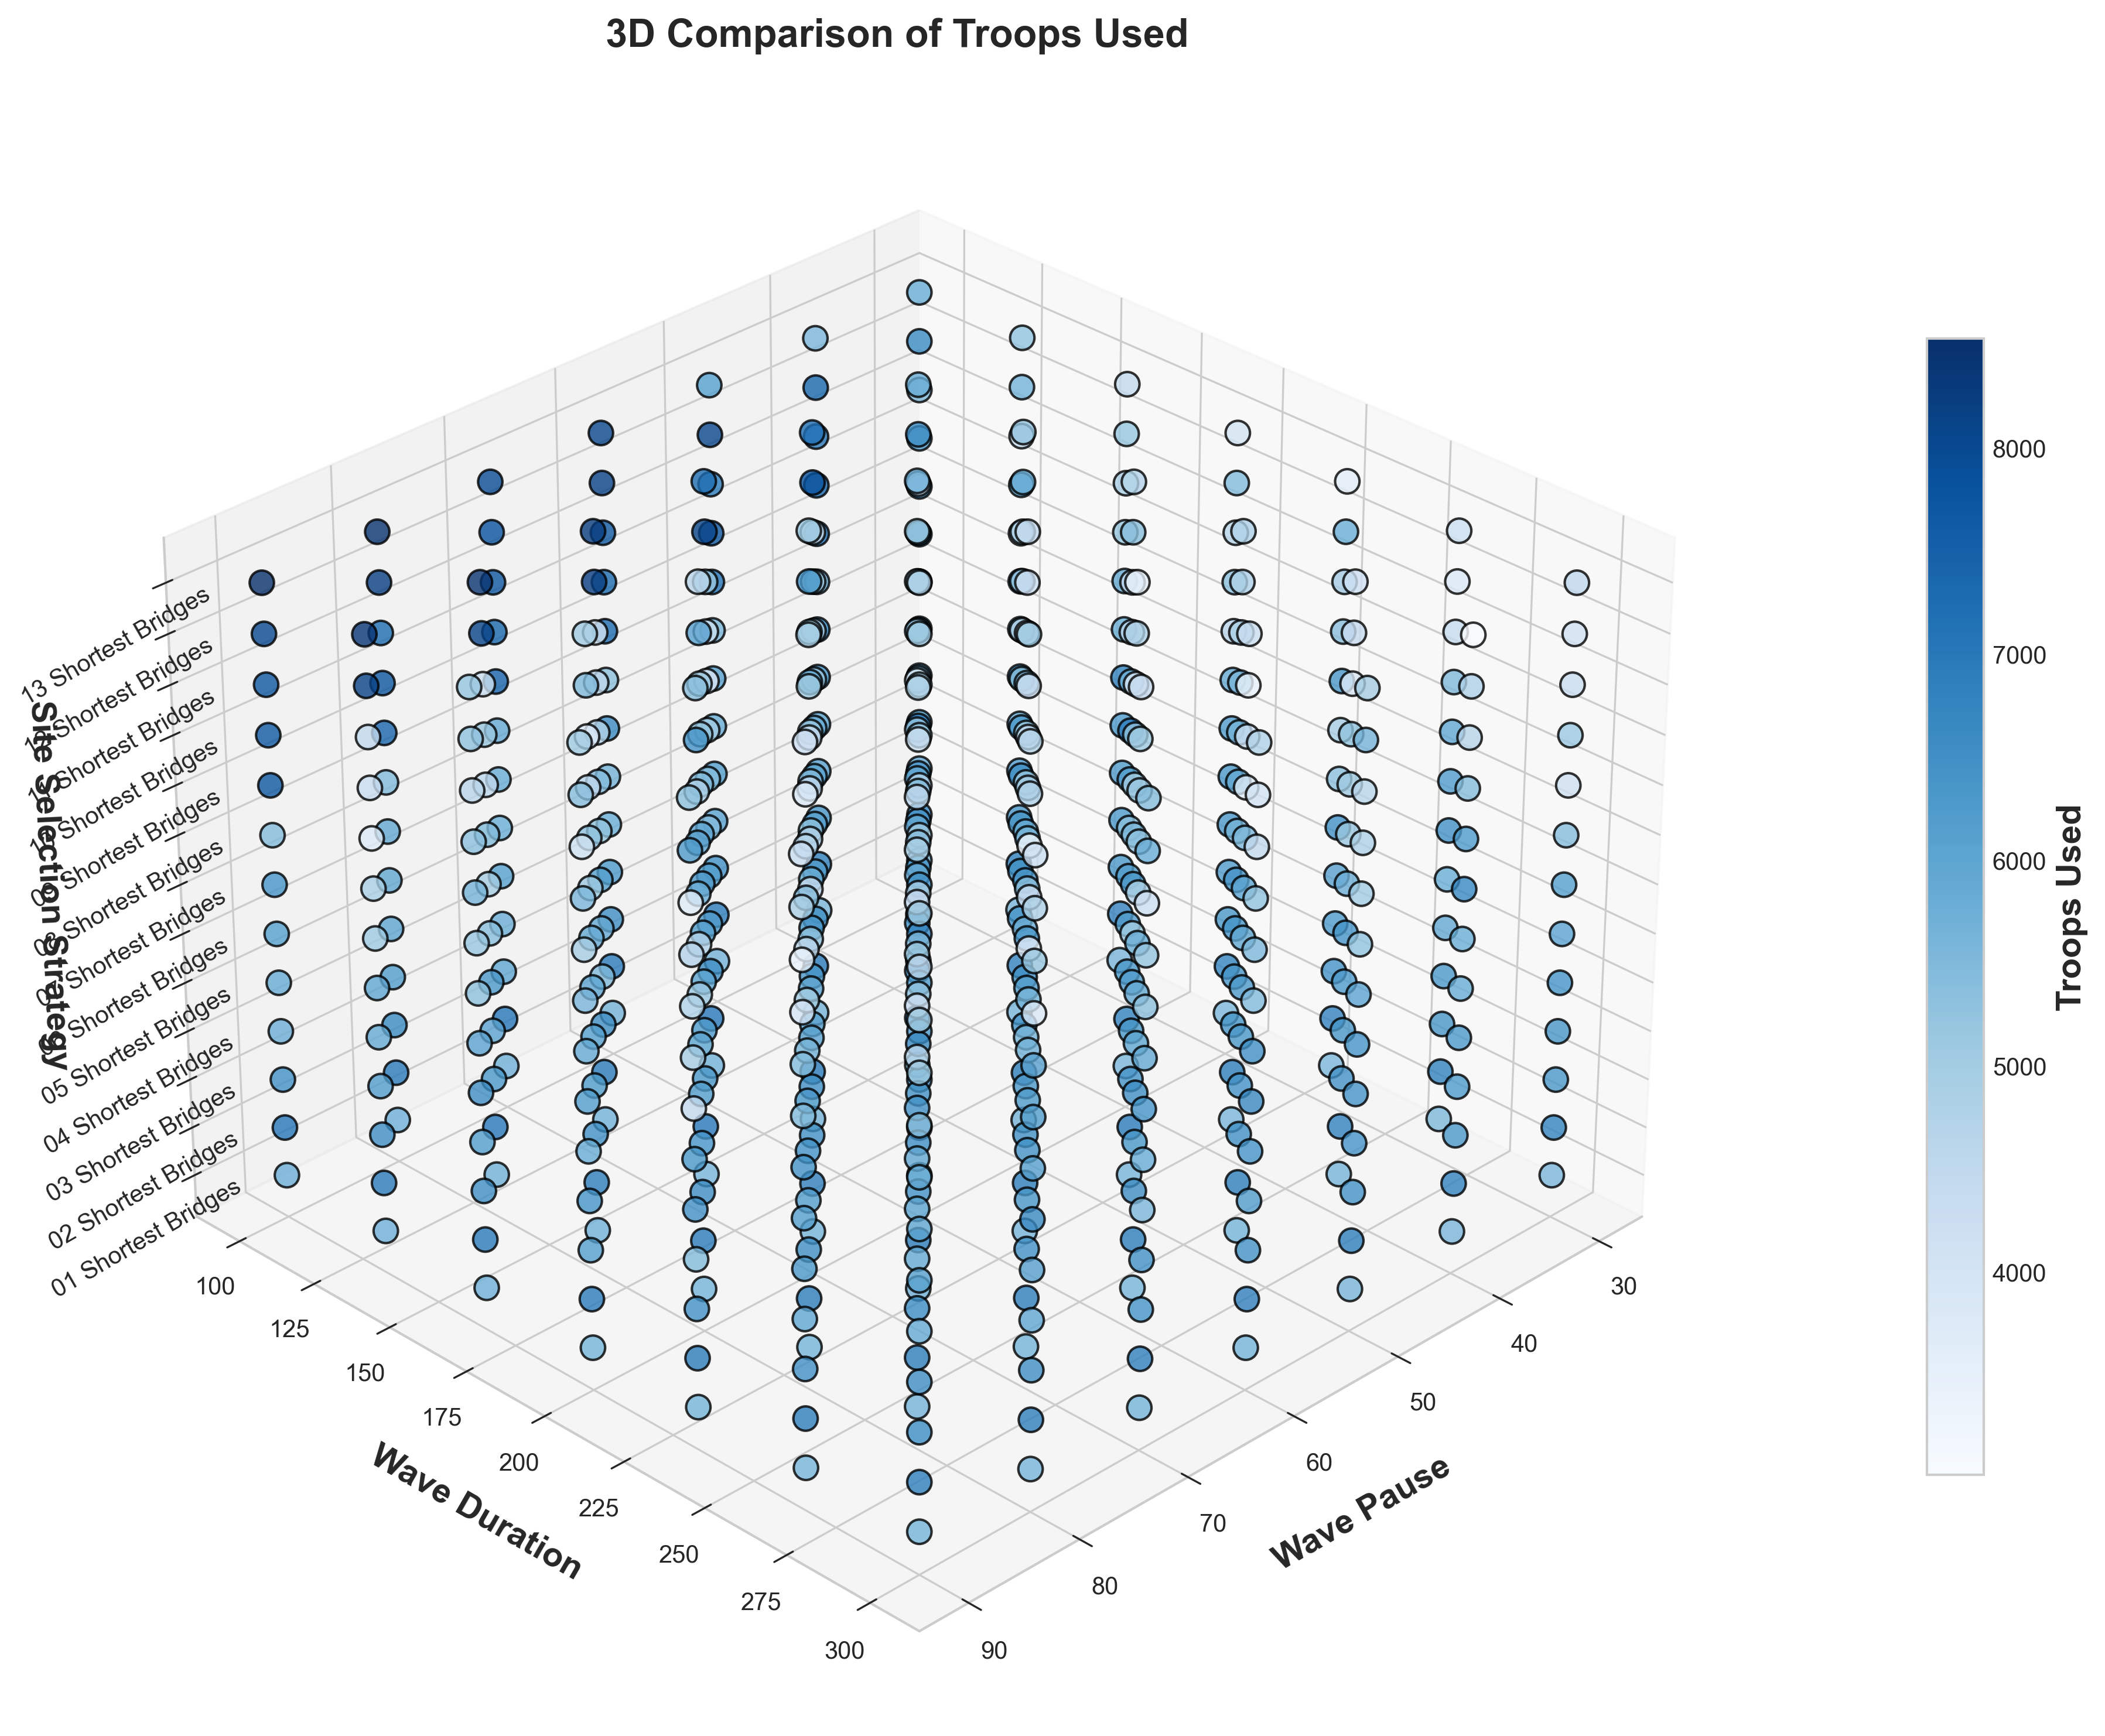 3D Comparison of Troops Used
13 Shortest Bridges
Shortest Bridges
Shortest Bridges
Shortest Bridges
Shortest Bridges
Shortest Bridges
Shortest Bridges
Shortest Bridges
05 Shortest Bridges
04 Shortest Bridges
03 Shortest Bridges
02 Shortest Bridges
01 Shortest Bridges
Site Selection Strategy
100
125
150
175
200
225
250
275
300
Wave Duration
30
40
50
60
70
80
90
Wave Pause
8000
7000
6000
5000
4000
Troops Used